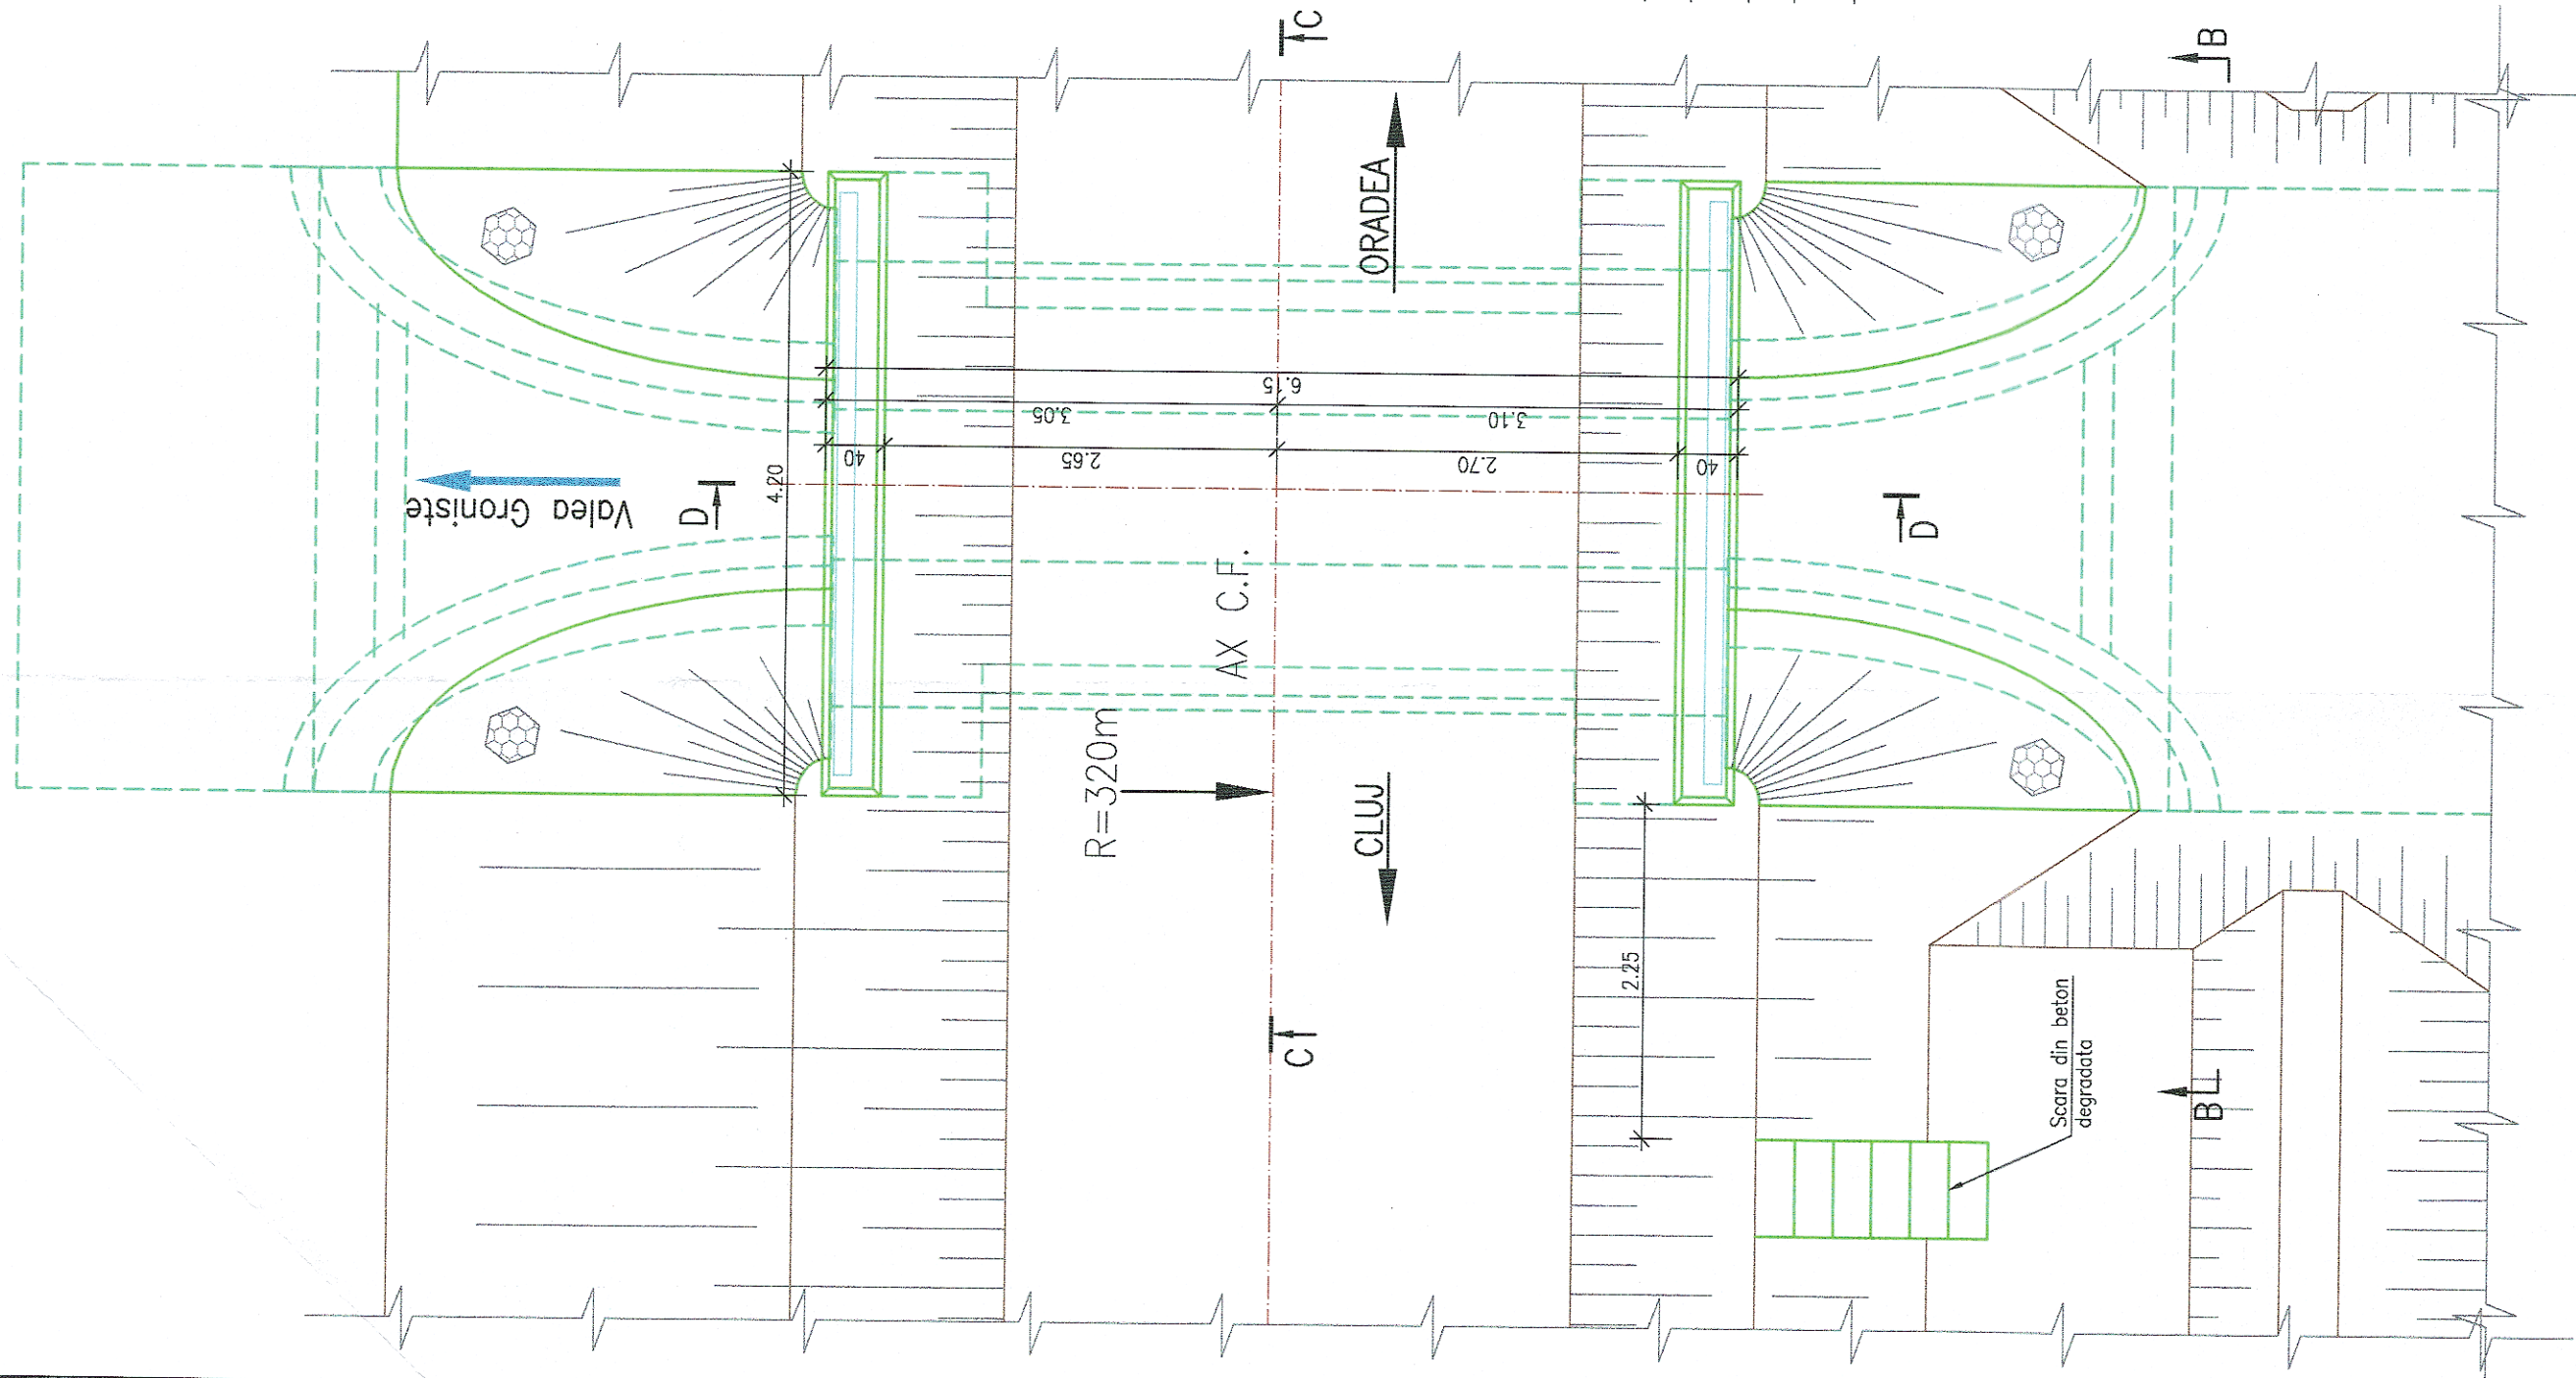 C
B
ORADEA
6.15
3.05
3.10
40
2.65
2.70
40
4.20
Valea Groniste
D
D
AX C.F.
R=320m
CLUJ
2.25
C
Scara din beton
degradata
B